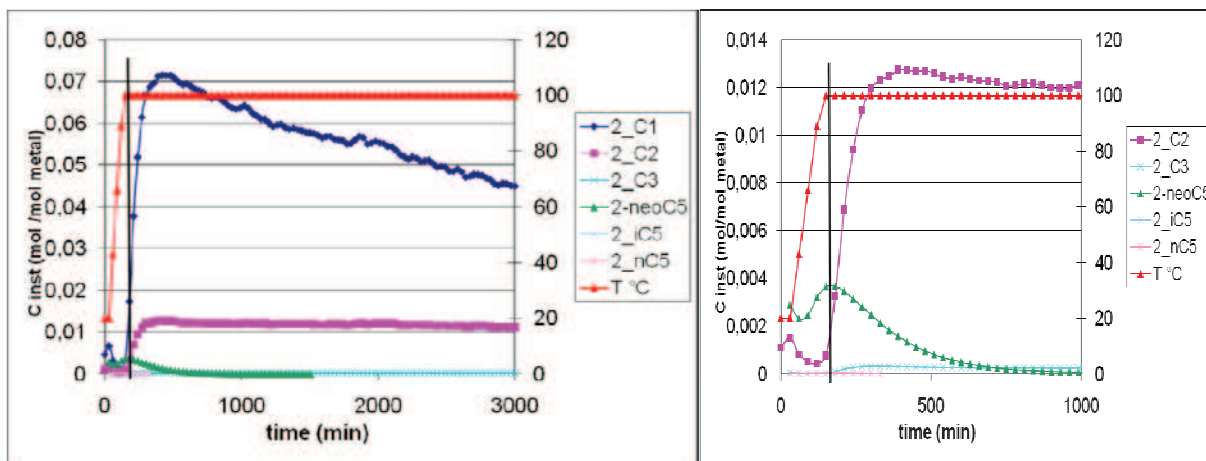 0,08
0,07
0,06
0,05
0,04
0,03
0,02
0,01
0
C inst (mol /mol metal)
120
100
80
60
40
20
0
0 1000 2000 3000
time (min)
2_C1
2_C2
2_C3
2-neoC5
2_iC5
2_nC5
T °C
0,014
0,012
0,010
0,008
0,006
0,004
0,002
0
C inst (mol/mol metal)
120
100
80
60
40
20
0
0 500 1000
time (min)
2_C2
2_C3
2-neoC5
2_iC5
2_nC5
T °C